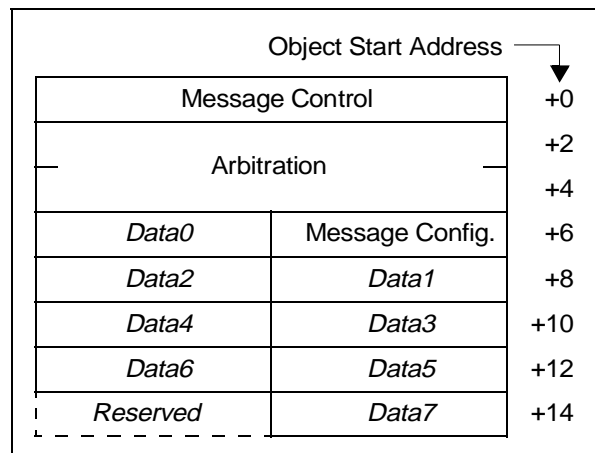 Object Start Address
Message Control +0
+2
Arbitration
+4
Data0 Message Config. +6
Data2 Data1 +8
Data4 Data3 +10
Data6 Data5 +12
Reserved Data7 +14